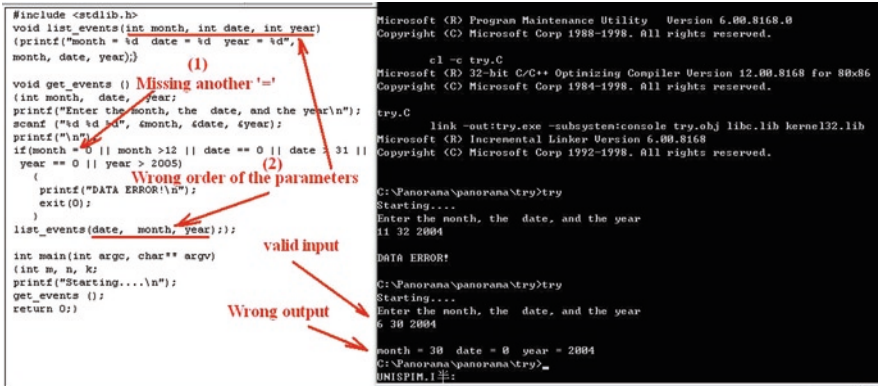 #include <stdlib.h>
void list_events(int month, int date, int year)
(printf("month = %d  date = %d  year = %d",
month, date, year);}
(1)
void get_events ()
Missing another '='
(int month,  date,  year;
printf("Enter the month, the  date, and the year\n");
scanf ("%d %d %d", &month, &date, &year);
printf("\n");
if(month = 0 || month >12 || date == 0 || date > 31 ||
year == 0 || year > 2005)
(2)
(
Wrong order of the parameters
printf("DATA ERROR!\n");
exit(0);
)
list_events(date,  month, year););
valid input
int main(int argc, char** argv)
(int m, n, k;
printf("Starting....\n");
get_events ();
return 0;)
Wrong output
Microsoft (R) Program Maintenance Utility   Version 6.00.8168.0
Copyright (C) Microsoft Corp 1988-1998. All rights reserved.
cl -c try.C
Microsoft (R) 32-bit C/C++ Optimizing Compiler Version 12.00.8168 for 80x86
Copyright (C) Microsoft Corp 1984-1998. All rights reserved.
try.C
link -out:try.exe -subsystem:console try.obj libc.lib kernel32.lib
Microsoft (R) Incremental Linker Version 6.00.8168
Copyright (C) Microsoft Corp 1992-1998. All rights reserved.
C:\Panorama\panorama\try>try
Starting....
Enter the month, the  date, and the year
11 32 2004
DATA ERROR!
C:\Panorama\panorama\try>try
Starting....
Enter the month, the  date, and the year
6 30 2004
month = 30  date = 0  year = 2004
C:\Panorama\panorama\try>_
UNISPIM.I半: